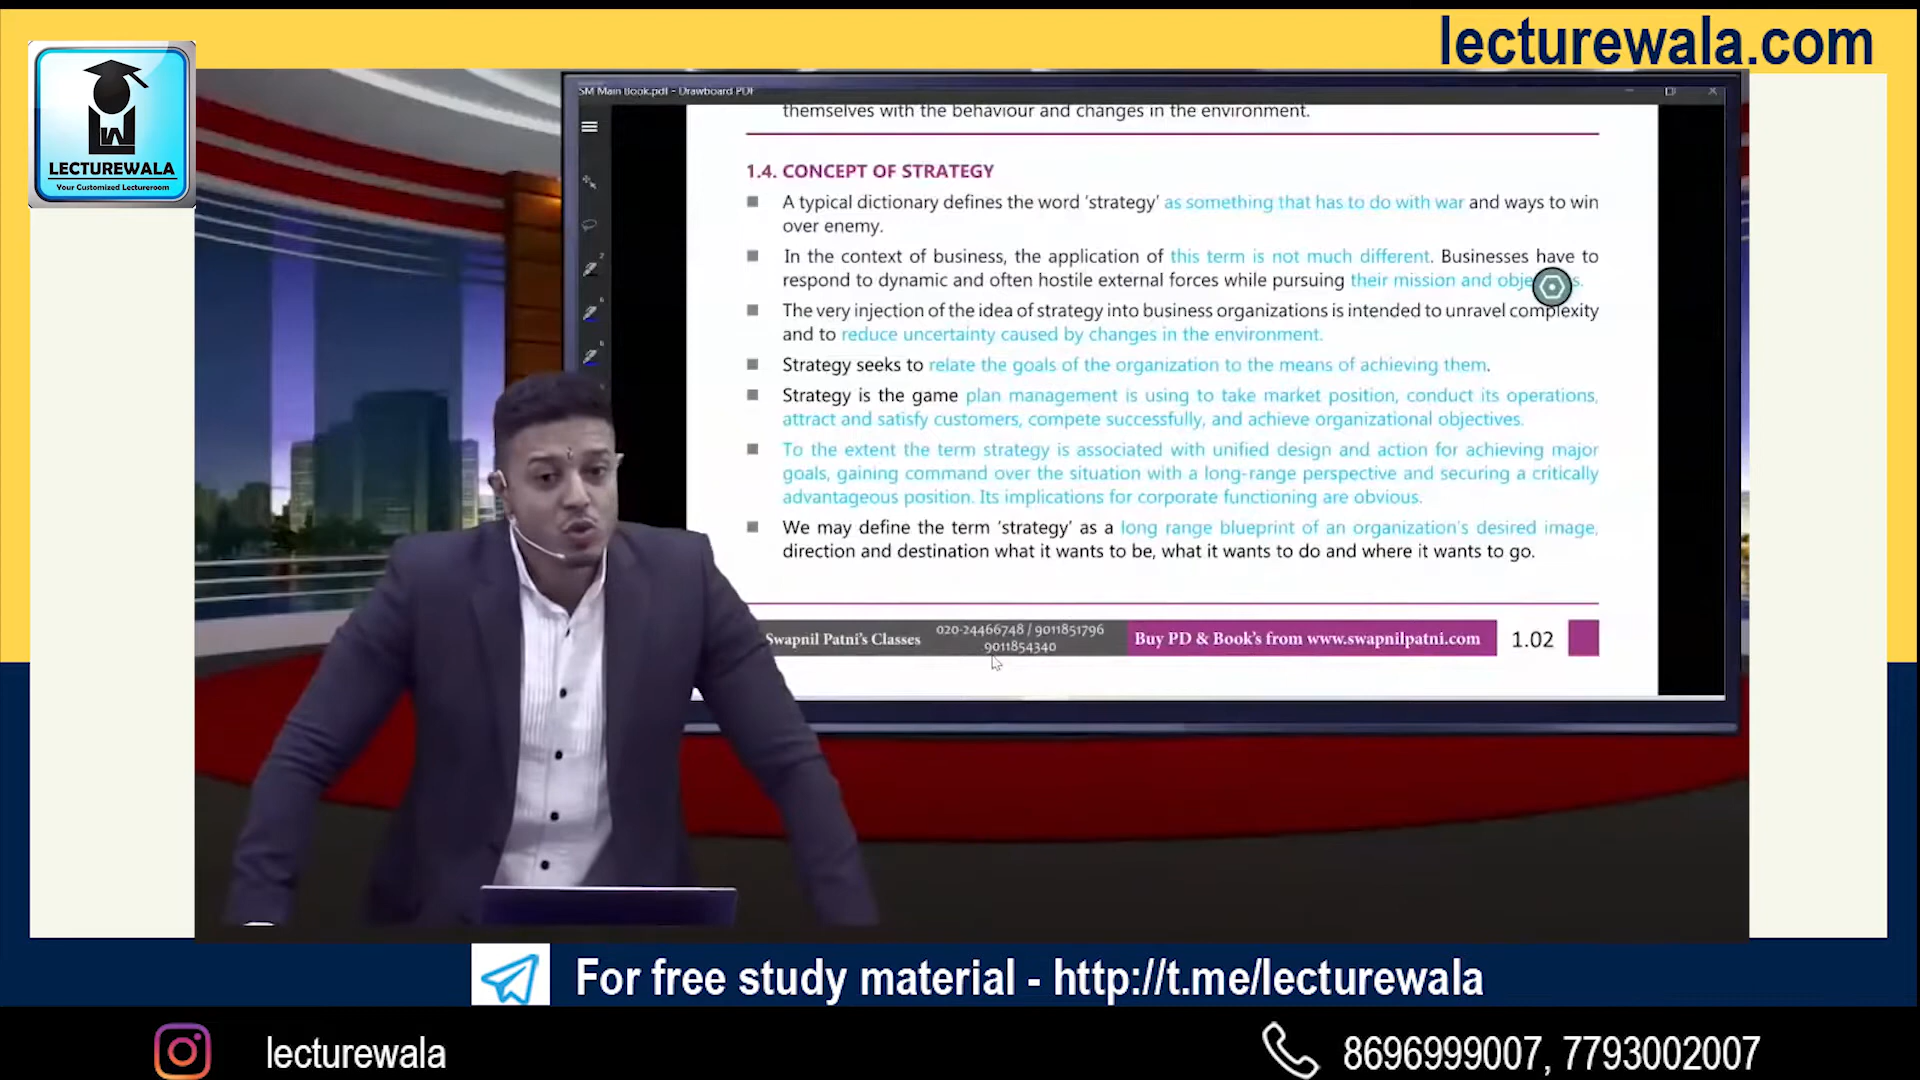 lecturewala.com
LECTUREWALA
Your Customized Lectureroom
SM Main Book.pdf - Drawboard PDF
themselves with the behaviour and changes in the environment.
1.4. CONCEPT OF STRATEGY
A typical dictionary defines the word ‘strategy’ as something that has to do with war and ways to win
over enemy.
In the context of business, the application of this term is not much different. Businesses have to
respond to dynamic and often hostile external forces while pursuing their mission and
The very injection of the idea of strategy into business organizations is intended to unravel complexity
and to reduce uncertainty caused by changes in the environment.
Strategy seeks to relate the goals of the organization to the means of achieving them.
Strategy is the game plan management is using to take market position, conduct its operations,
attract and satisfy customers, compete successfully, and achieve organizational objectives.
To the extent the term strategy is associated with unified design and action for achieving major
goals, gaining command over the situation with a long-range perspective and securing a critically
advantageous position. Its implications for corporate functioning are obvious.
We may define the term ‘strategy’ as a long range blueprint of an organization’s desired image,
direction and destination what it wants to be, what it wants to do and where it wants to go.
Swapnil Patni’s Classes
020-24466748 / 9011851796
9011854340
Buy PD & Book’s from www.swapnilpatni.com
1.02
For free study material - http://t.me/lecturewala
lecturewala
8696999007, 7793002007